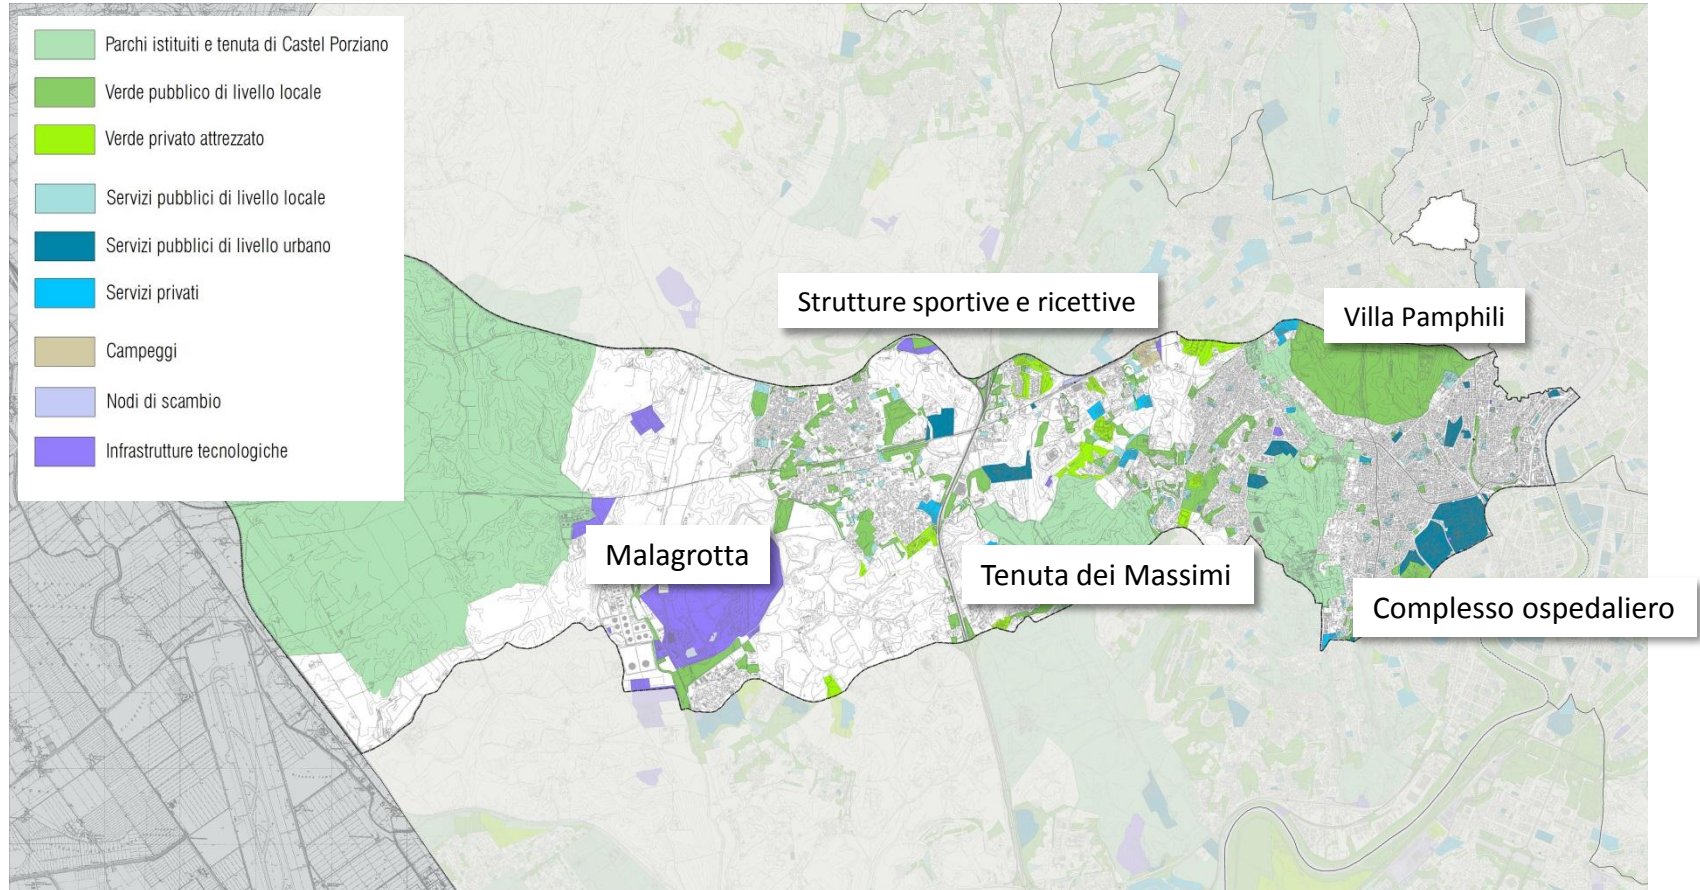 Parchi istituiti e tenuta di Castel Porziano
Verde pubblico di livello locale
Verde privato attrezzato
Servizi pubblici di livello locale
Servizi pubblici di livello urbano
Servizi privati
Campeggi
Nodi di scambio
Infrastrutture tecnologiche
Strutture sportive e ricettive
Villa Pamphili
Malagrotta
Tenuta dei Massimi
Complesso ospedaliero